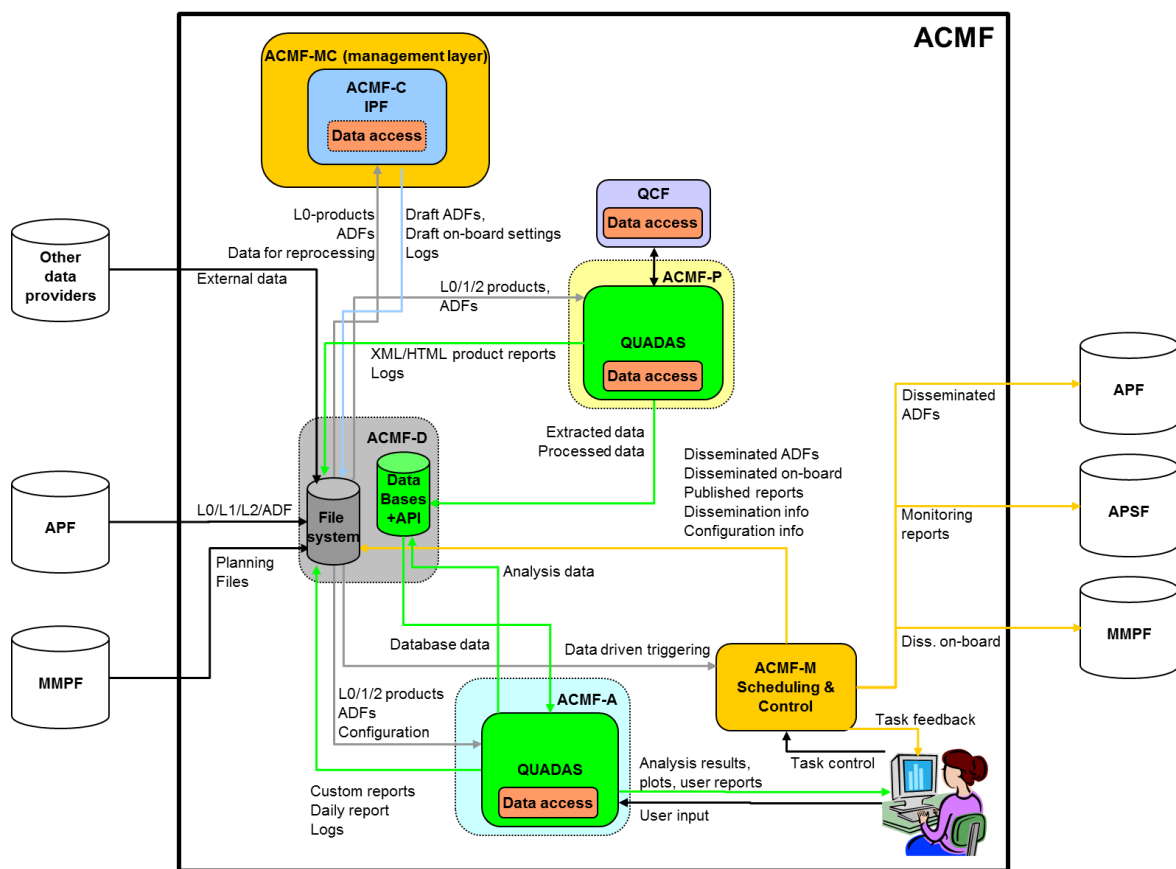 ACMF
ACMF-MC (management layer)
ACMF-C
IPF
Data access
L0-products
ADFs
Data for reprocessing
Draft ADFs,
Draft on-board settings
Logs
QCF
Data access
Other
data
providers
External data
ACMF-P
L0/1/2 products,
ADFs
QUADAS
Data access
XML/HTML product reports
Logs
APF
Disseminated
ADFs
ACMF-D
Data
Bases
+API
File
system
Extracted data
Processed data
Disseminated ADFs
Disseminated on-board
Published reports
Dissemination info
Configuration info
APF
L0/L1/L2/ADF
APSF
Monitoring
reports
Planning
Files
Analysis data
MMPF
Database data
Data driven triggering
ACMF-M
Scheduling &
Control
MMPF
Diss. on-board
L0/1/2 products
ADFs
Configuration
ACMF-A
QUADAS
Data access
Task feedback
Task control
Analysis results,
plots, user reports
User input
Custom reports
Daily report
Logs